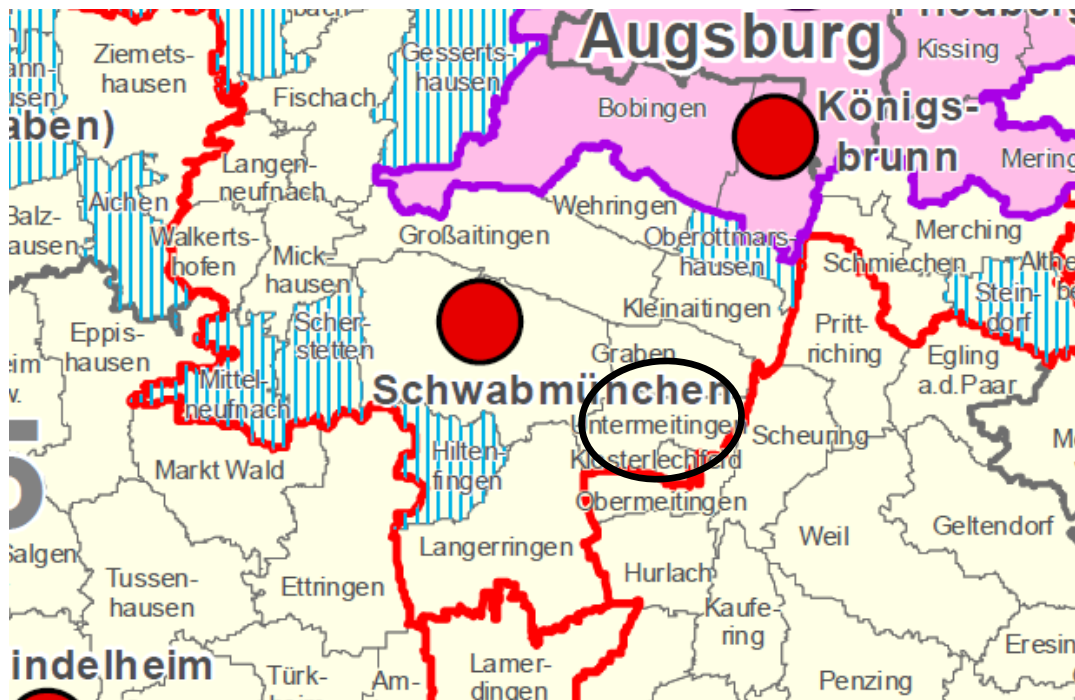 Augsburg
Ziemets-
hausen
Gesserts-
hausen
Kissing
Fischach
Bobingen
Königs-
brunn
aben)
Langen-
neufnach
Mering
Aichen
Wehringen
Großaitingen
Merching
Walkerts-
hofen
Oberottmars-
hausen
Mick-
hausen
Schmiechen
Stein-
dorf
Kleinaitingen
Scher-
stetten
Eppis-
hausen
Pritt-
riching
Graben
Egling
a.d.Paar
Schwabmünchen
Mittel-
neufnach
Untermeitingen
Scheuring
Hilten-
fingen
Klosterlechfeld
Markt Wald
5
Obermeitingen
Geltendorf
Weil
Langerringen
Salgen
Tussen-
hausen
Ettringen
Hurlach
Kaufe-
ring
indelheim
Lamer-
dingen
Türk-
Am-
Penzing
Eresin